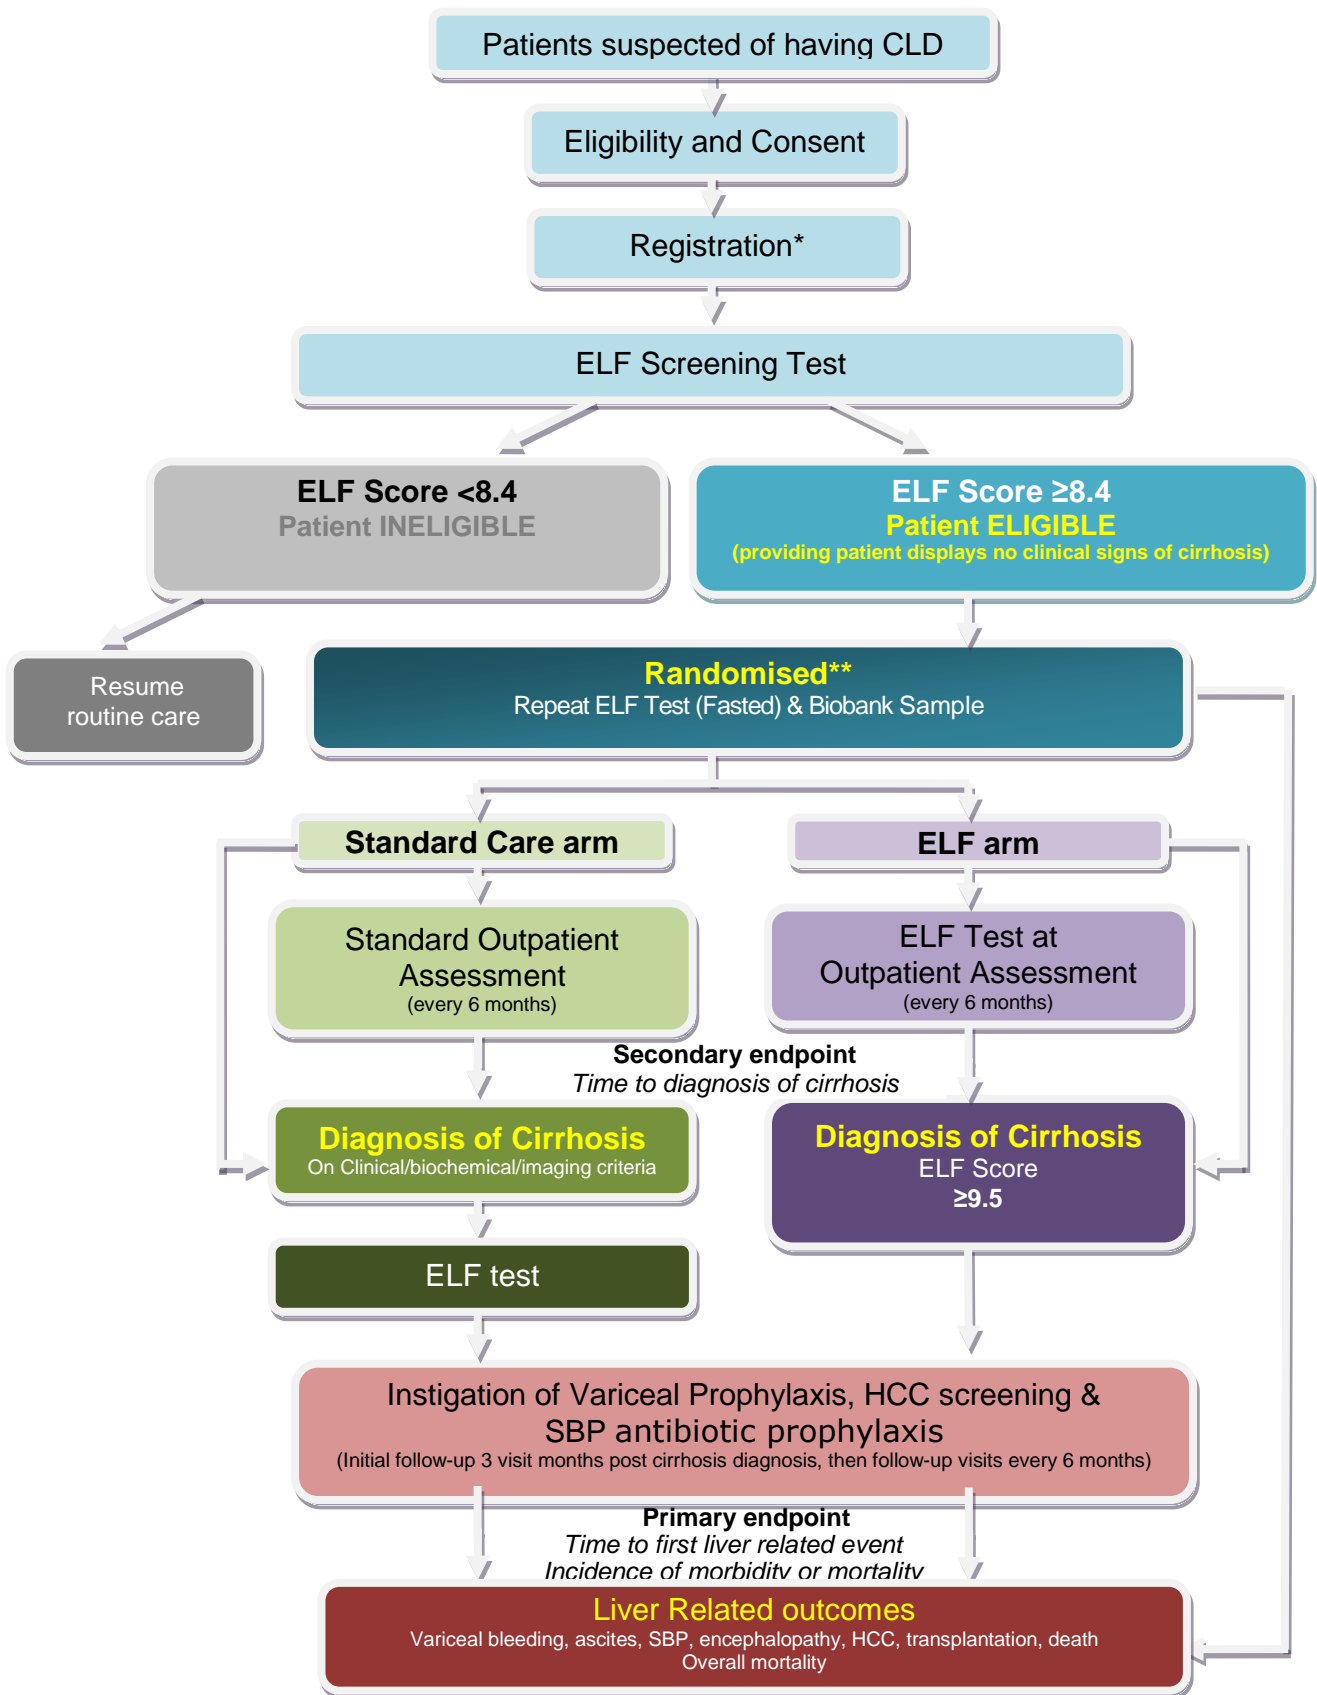 Patients suspected of having CLD
Eligibility and Consent
Registration*
ELF Screening Test
ELF Score <8.4
Patient INELIGIBLE
ELF Score ≥8.4
Patient ELIGIBLE
(providing patient displays no clinical signs of cirrhosis)
Resume
routine care
Randomised**
Repeat ELF Test (Fasted) & Biobank Sample
Standard Care arm
ELF arm
Standard Outpatient
Assessment
(every 6 months)
ELF Test at
Outpatient Assessment
(every 6 months)
Secondary endpoint
Time to diagnosis of cirrhosis
Diagnosis of Cirrhosis
On Clinical/biochemical/imaging criteria
Diagnosis of Cirrhosis
ELF Score
≥9.5
ELF test
Instigation of Variceal Prophylaxis, HCC screening &
SBP antibiotic prophylaxis
(Initial follow-up 3 visit months post cirrhosis diagnosis, then follow-up visits every 6 months)
Primary endpoint
Time to first liver related event
Incidence of morbidity or mortality
Liver Related outcomes
Variceal bleeding, ascites, SBP, encephalopathy, HCC, transplantation, death
Overall mortality